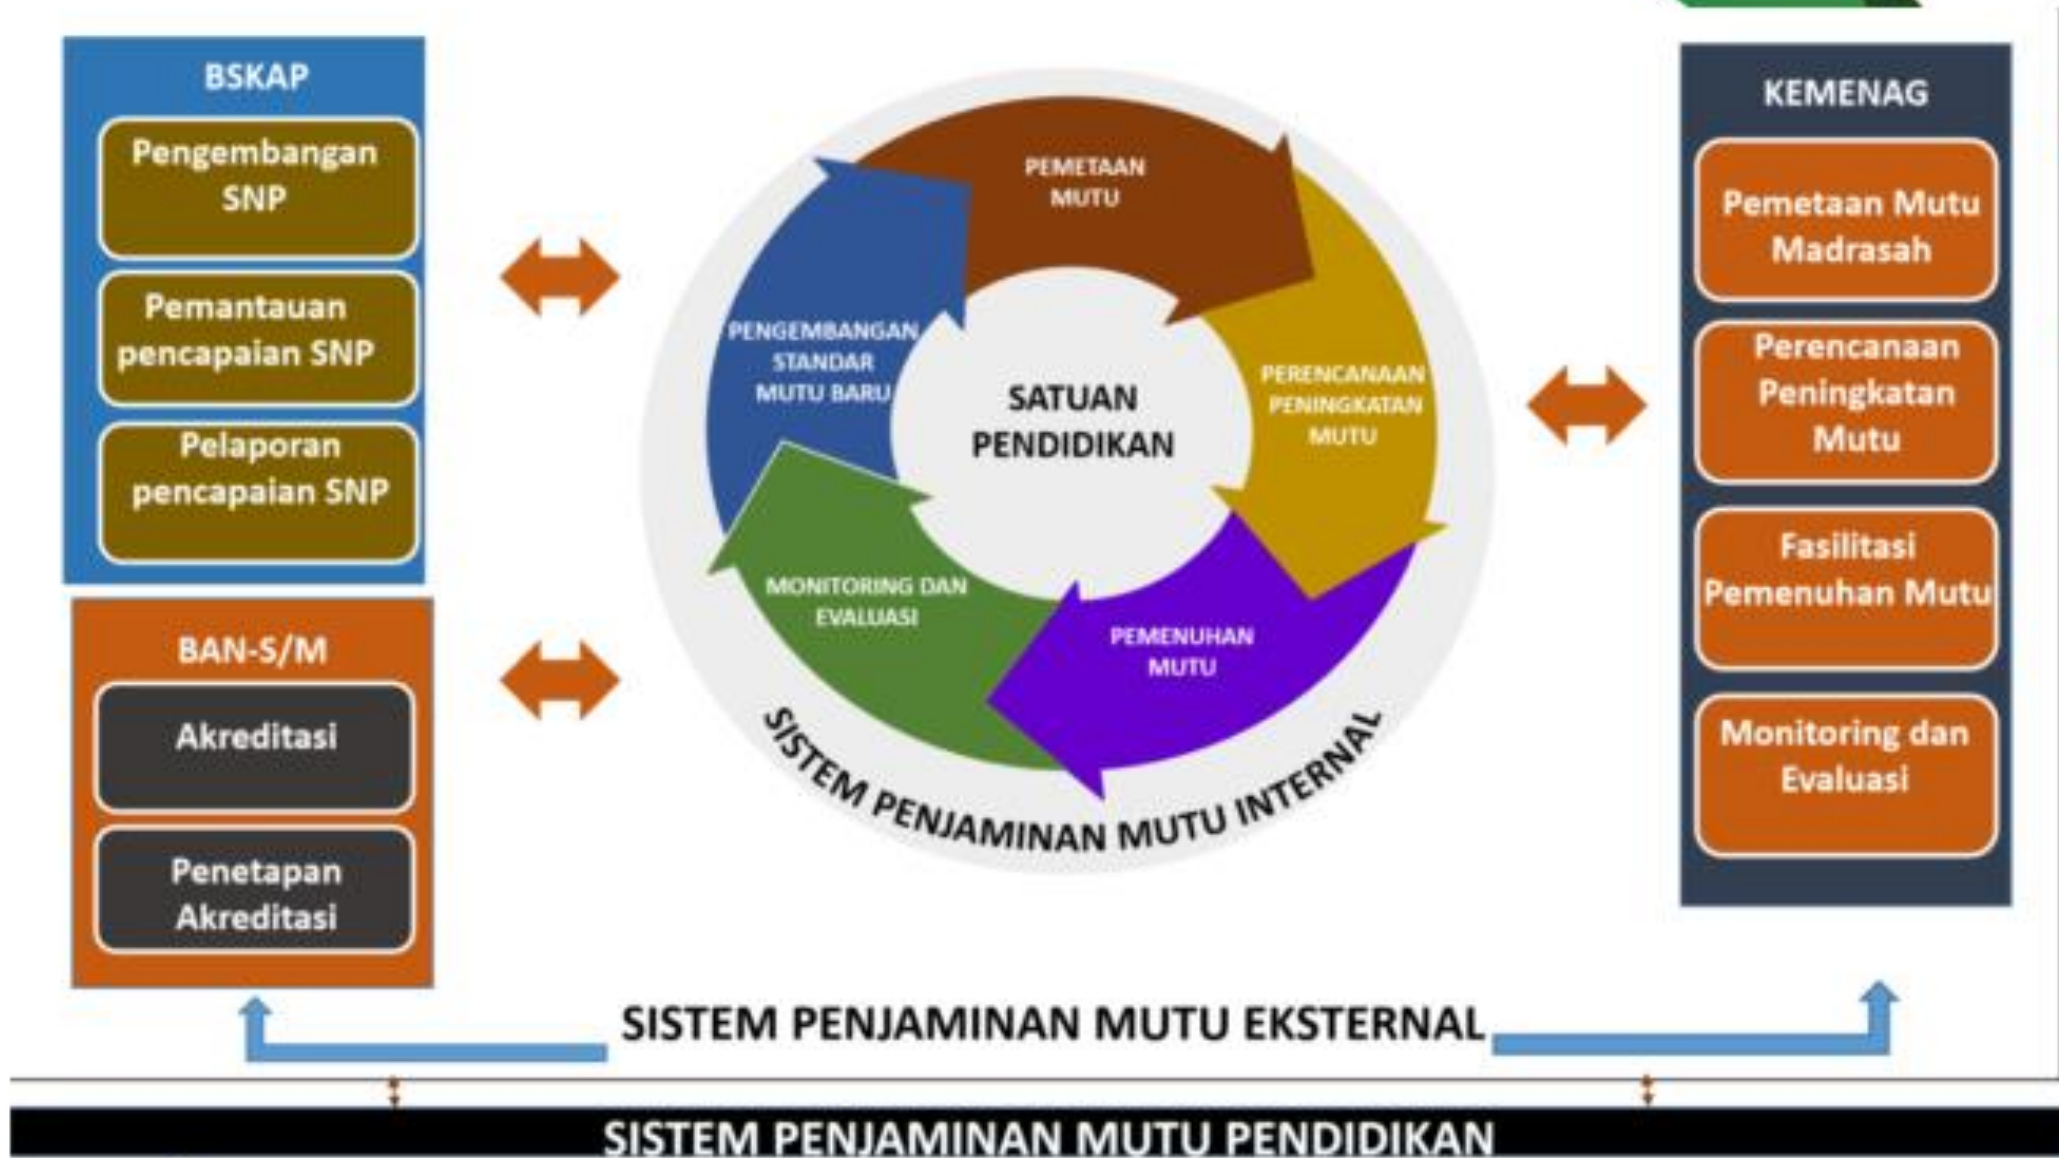 BSKAP
Pengembangan
SNP
Pemantauan
pencapaian SNP
Pelaporan
pencapaian SNP
BAN-S/M
Akreditasi
Penetapan
Akreditasi
PEMETAAN
MUTU
PERENCANAAN
PENINGKATAN
MUTU
PEMENUHAN
MUTU
MONITORING DAN
EVALUASI
PENGEMBANGAN
STANDAR
MUTU BARU
SATUAN
PENDIDIKAN
SISTEM PENJAMINAN MUTU INTERNAL
KEMENAG
Pemetaan Mutu
Madrasah
Perencanaan
Peningkatan
Mutu
Fasilitasi
Pemenuhan Mutu
Monitoring dan
Evaluasi
SISTEM PENJAMINAN MUTU EKSTERNAL
SISTEM PENJAMINAN MUTU PENDIDIKAN